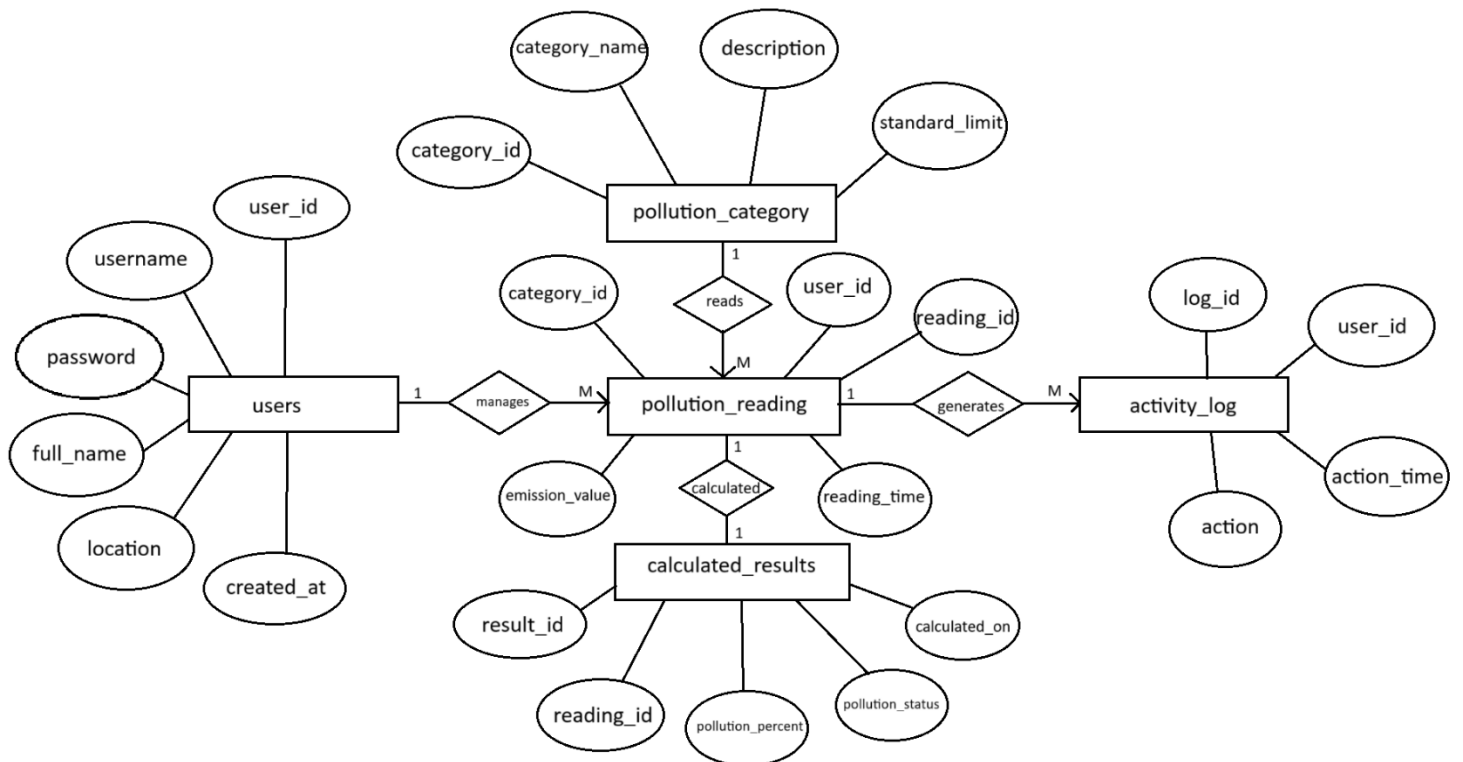 category_name
description
standard_limit
category_id
pollution_category
user_id
username
password
full_name
location
created_at
users
1
manages
M
1
reads
M
category_id
user_id
reading_id
pollution_reading
emission_value
reading_time
1
generates
M
log_id
user_id
activity_log
action_time
action
1
calculated
1
calculated_results
result_id
reading_id
pollution_percent
pollution_status
calculated_on